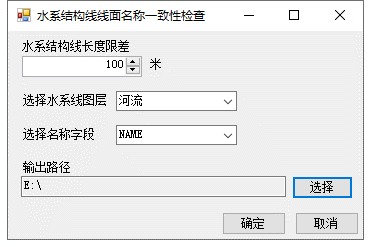 水系结构线线面名称一致性检查
水系结构线长度限差
100 米
选择水系线图层 河流
选择名称字段 NAME
输出路径
E:\ 选择
确定 取消